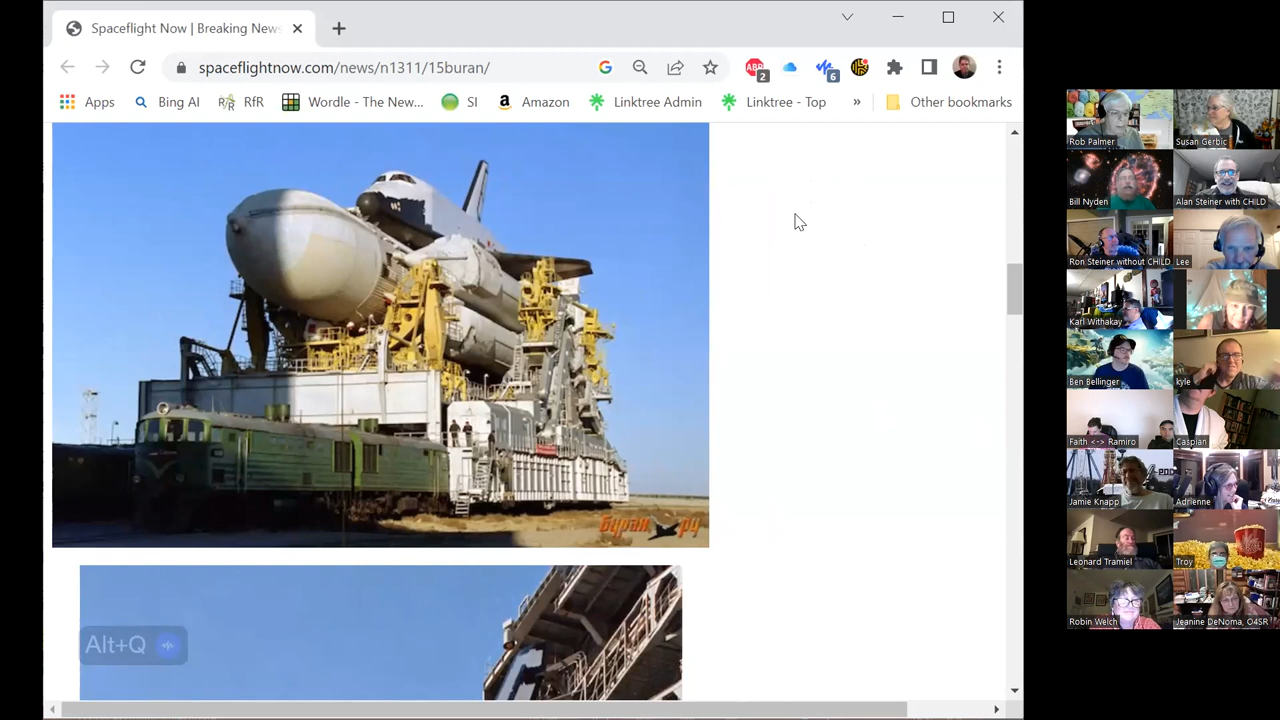 Spaceflight Now | Breaking News
spaceflightnow.com/news/n1311/15buran/
ABP
2
6
Apps
Bing AI
RfR
Wordle - The New...
SI
Amazon
Linktree Admin
Linktree - Top
»
Other bookmarks
буран ру
Alt+Q
Rob Palmer
Susan Gerbic
Bill Nyden
Alan Steiner with CHILD
Ron Steiner without CHILD
Lee
Karl Withakay
Ben Bellinger
kyle
Faith <-> Ramiro
Caspian
Jamie Knapp
Adrienne
Leonard Tramiel
Troy
Robin Welch
Jeanine DeNoma, O4SR